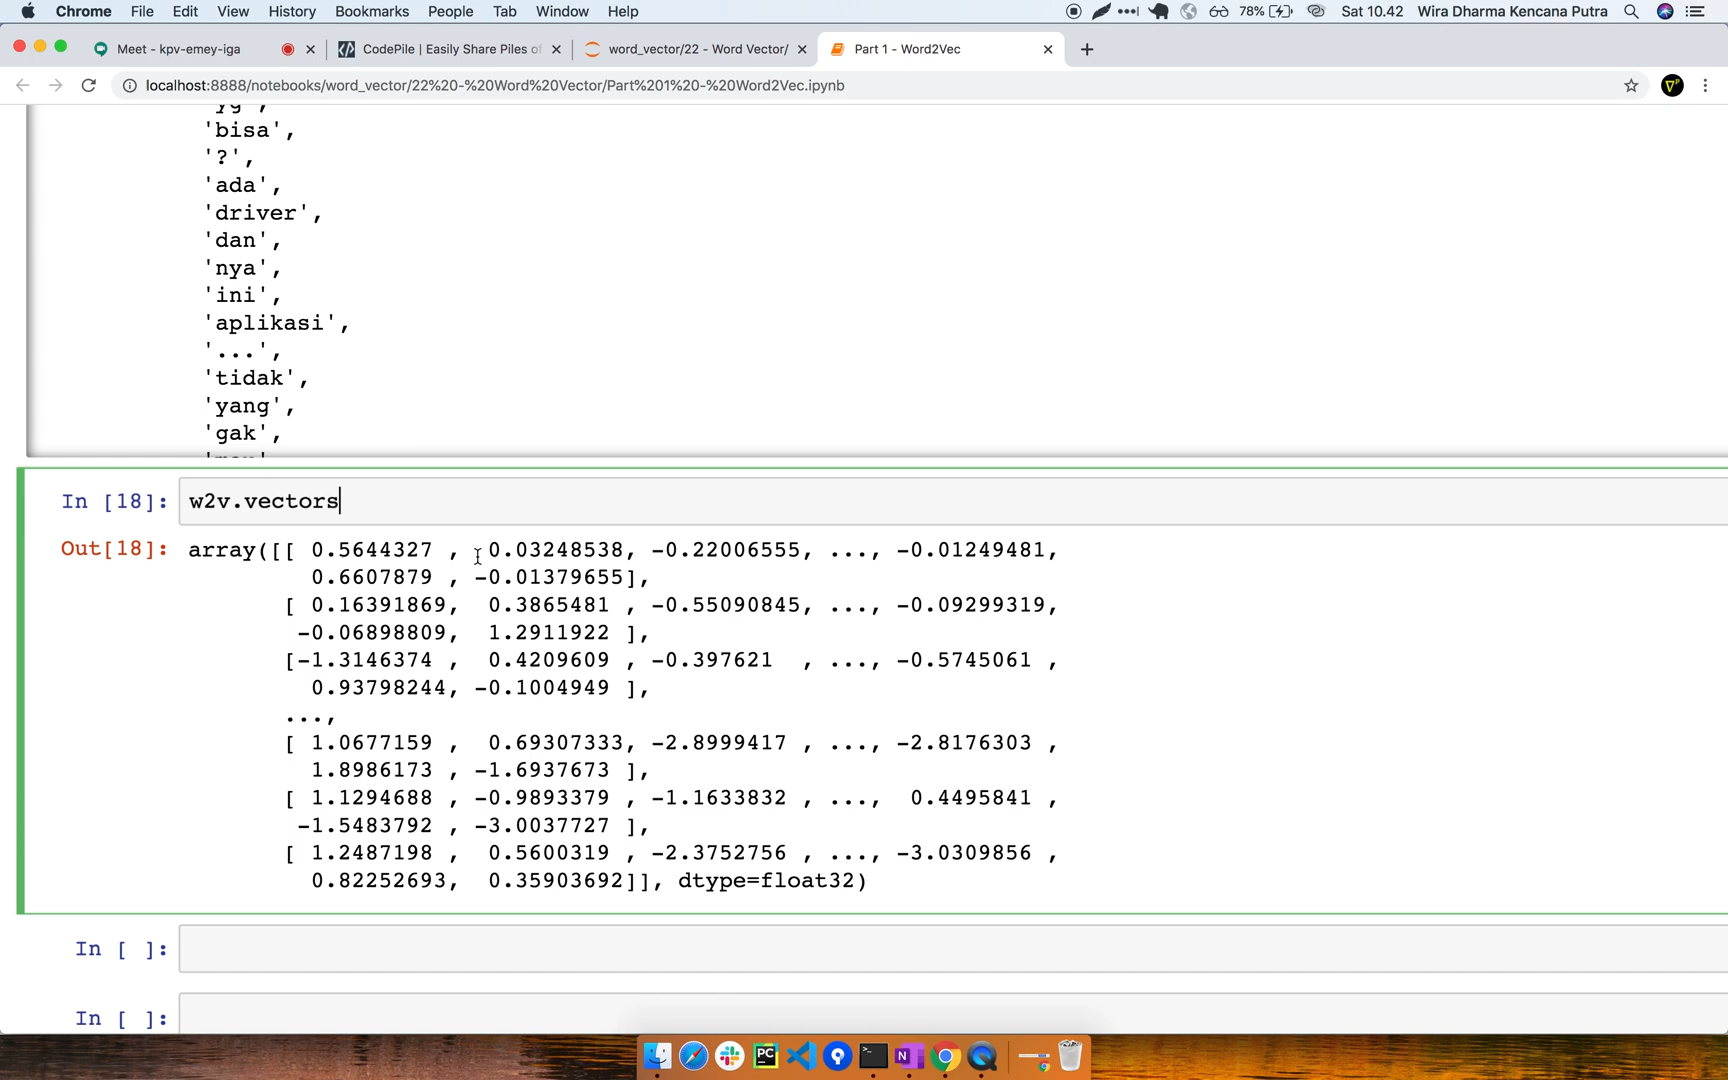 Chrome File Edit View History Bookmarks People Tab Window Help 78% Sat 10.42 Wira Dharma Kencana Putra
Meet - kpv-emey-iga CodePile | Easily Share Piles of word_vector/22 - Word Vector/ Part 1 - Word2Vec
localhost:8888/notebooks/word_vector/22%20-%20Word%20Vector/Part%201%20-%20Word2Vec.ipynb
'yg',
'bisa',
'?',
'ada',
'driver',
'dan',
'nya',
'ini',
'aplikasi',
'...',
'tidak',
'yang',
'gak',
In [18]: w2v.vectors
Out[18]: array([[ 0.5644327 , 0.03248538, -0.22006555, ..., -0.01249481,
0.6607879 , -0.01379655],
[ 0.16391869, 0.3865481 , -0.55090845, ..., -0.09299319,
-0.06898809, 1.2911922 ],
[-1.3146374 , 0.4209609 , -0.397621 , ..., -0.5745061 ,
0.93798244, -0.1004949 ],
...,
[ 1.0677159 , 0.69307333, -2.8999417 , ..., -2.8176303 ,
1.8986173 , -1.6937673 ],
[ 1.1294688 , -0.9893379 , -1.1633832 , ..., 0.4495841 ,
-1.5483792 , -3.0037727 ],
[ 1.2487198 , 0.5600319 , -2.3752756 , ..., -3.0309856 ,
0.82252693, 0.35903692]], dtype=float32)
In [ ]:
In [ ]: